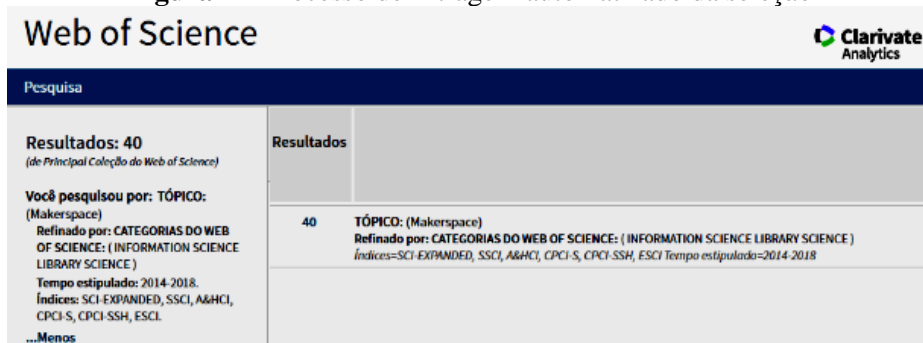 Web of Science
Clarivate
Analytics
Pesquisa
Resultados: 40
(de Principal Coleção do Web of Science)
Você pesquisou por: TÓPICO:
(Makerspace)
Refinado por: CATEGORIAS DO WEB
OF SCIENCE: ( INFORMATION SCIENCE
LIBRARY SCIENCE )
Tempo estipulado: 2014-2018.
Índices: SCI-EXPANDED, SSCI, A&HCI,
CPCI-S, CPCI-SSH, ESCI.
...Menos
Resultados
40
TÓPICO: (Makerspace)
Refinado por: CATEGORIAS DO WEB OF SCIENCE: ( INFORMATION SCIENCE LIBRARY SCIENCE )
Índices=SCI-EXPANDED, SSCI, A&HCI, CPCI-S, CPCI-SSH, ESCI Tempo estipulado=2014-2018